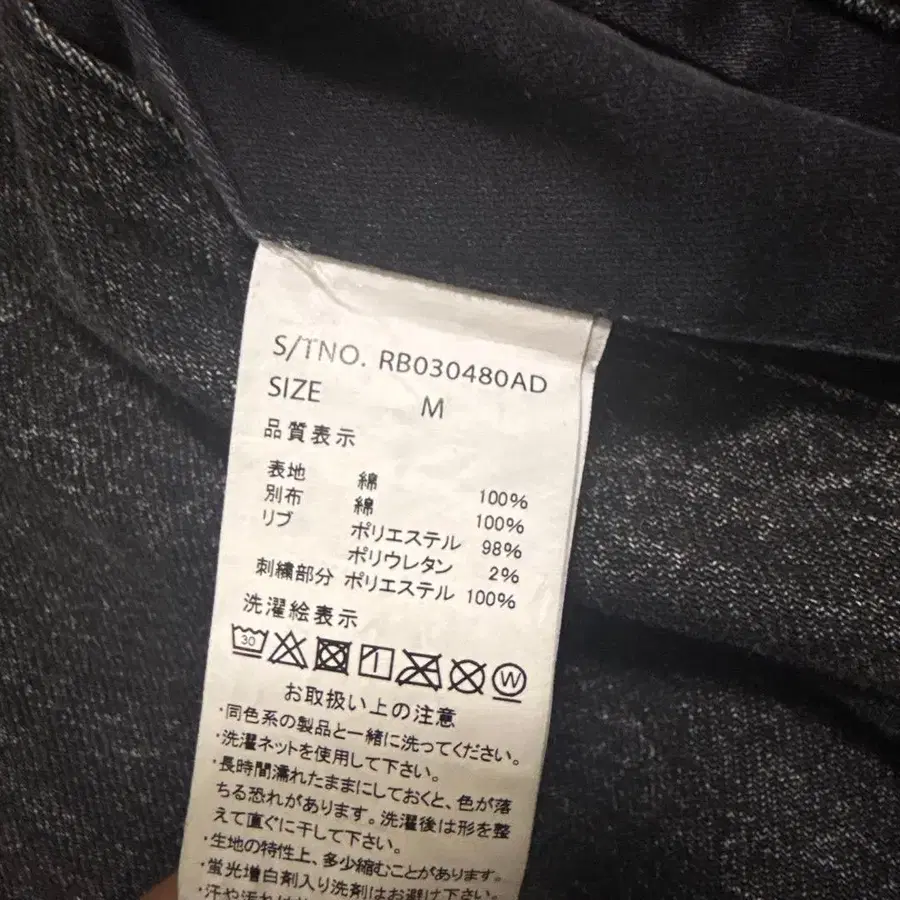 S/TNO. RB030480AD
SIZE M
品質表示
表地 綿 100%
別布 綿 100%
リブ ポリエステル 98%
ポリウレタン 2%
刺繍部分 ポリエステル 100%
洗濯絵表示
30 W
お取扱い上の注意
・同色系の製品と一緒に洗ってください。
・洗濯ネットを使用して下さい。
・長時間濡れたままにしておくと、色が落
ちる恐れがあります。洗濯後は形を整
えて直ぐに干して下さい。
・生地の特性上、多少縮むことがあります。
・蛍光増白剤入り洗剤はお避け下さい。
・汗や汚れ